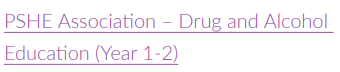 PSHE Association – Drug and Alcohol
Education (Year 1-2)